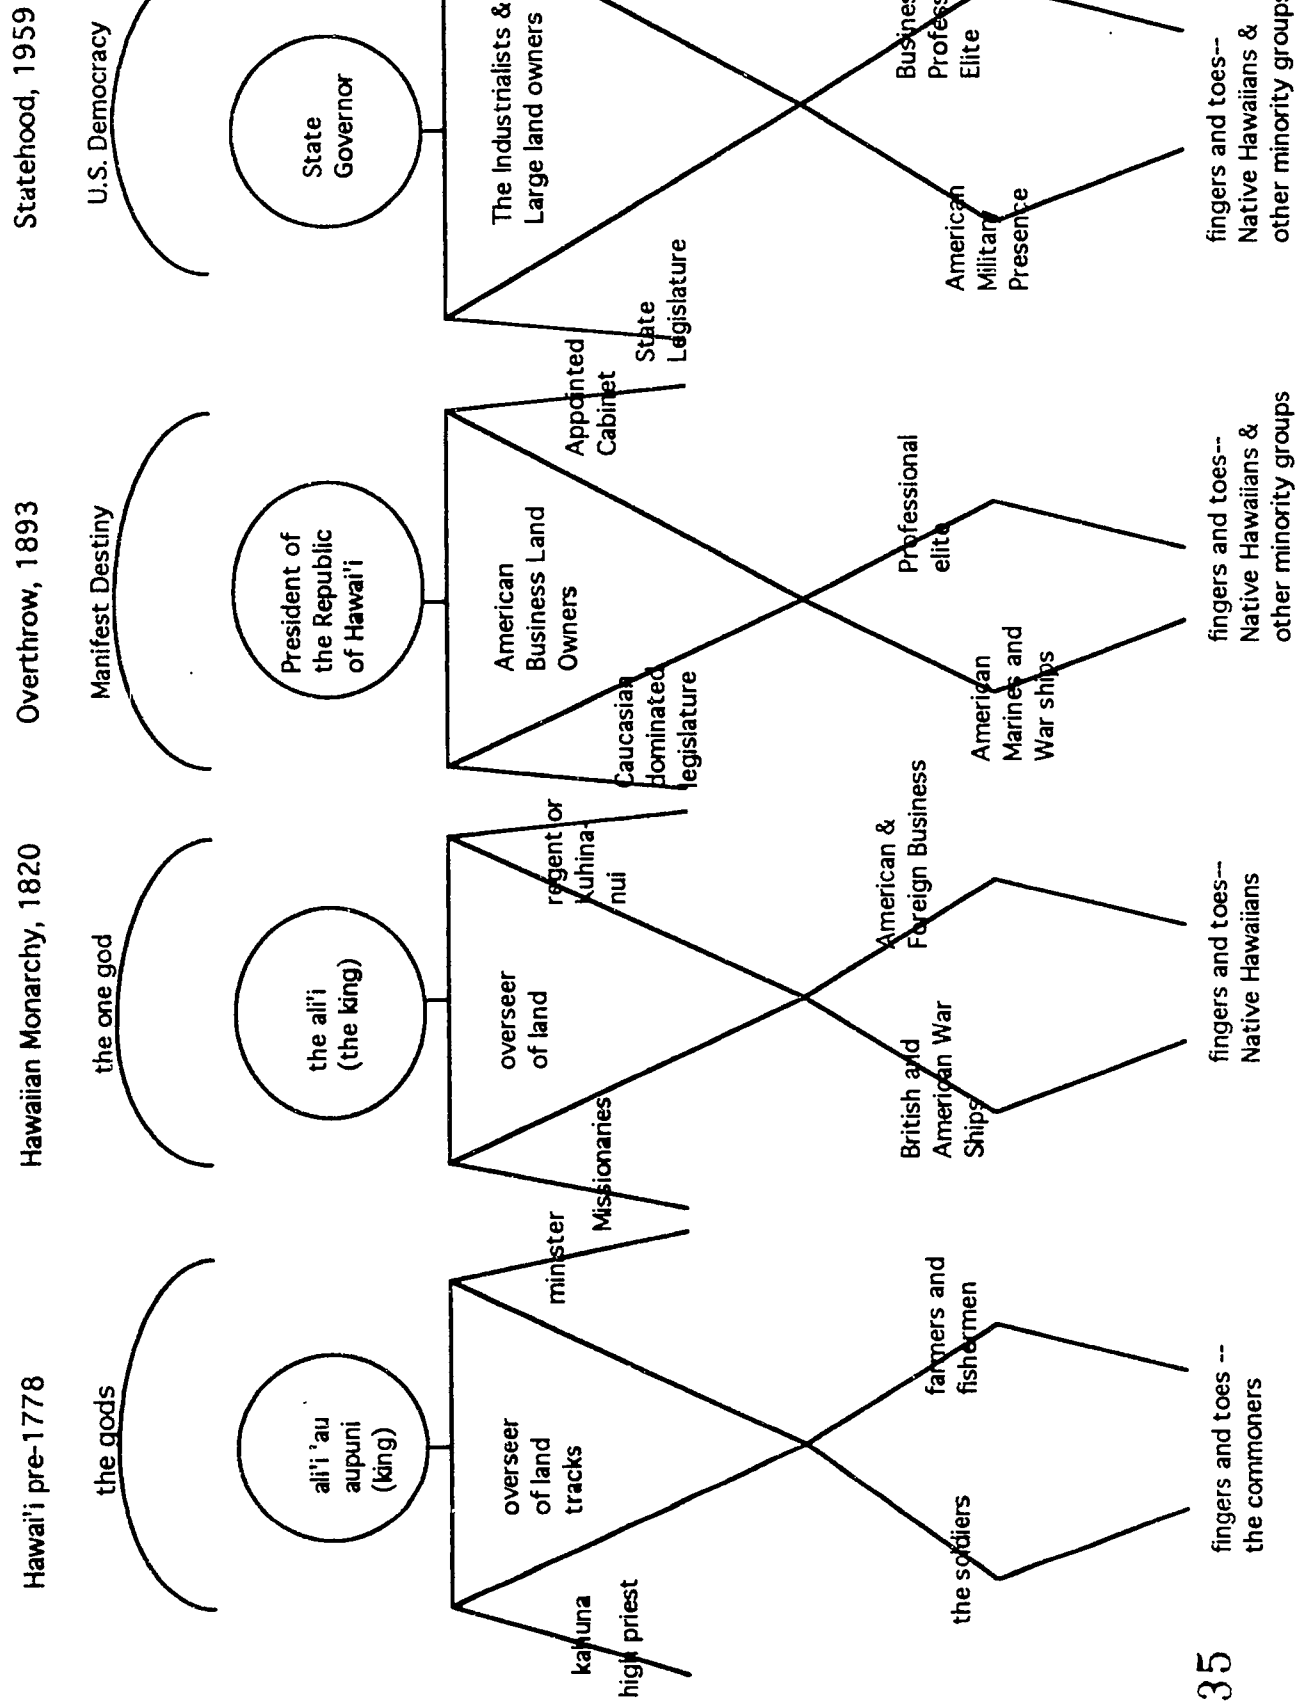 Hawai'i pre-1778
the gods
ali'i 'au
aupuni
(king)
overseer
of land
tracks
kahuna
high priest
minister
the soldiers
farmers and
fishermen
fingers and toes --
the commoners
Hawaiian Monarchy, 1820
the one god
the ali'i
(the king)
overseer
of land
Missionaries
regent or
kuhina-
nui
British and
American War
Ships
American &
Foreign Business
fingers and toes--
Native Hawaiians
Overthrow, 1893
Manifest Destiny
President of
the Republic
of Hawai'i
American
Business Land
Owners
Caucasian
dominated
legislature
Appointed
Cabinet
American
Marines and
War ships
Professional
elite
fingers and toes--
Native Hawaiians &
other minority groups
Statehood, 1959
U.S. Democracy
State
Governor
The Industrialists &
Large land owners
State
Legislature
American
Military
Presence
Elite
fingers and toes--
Native Hawaiians &
other minority groups
35